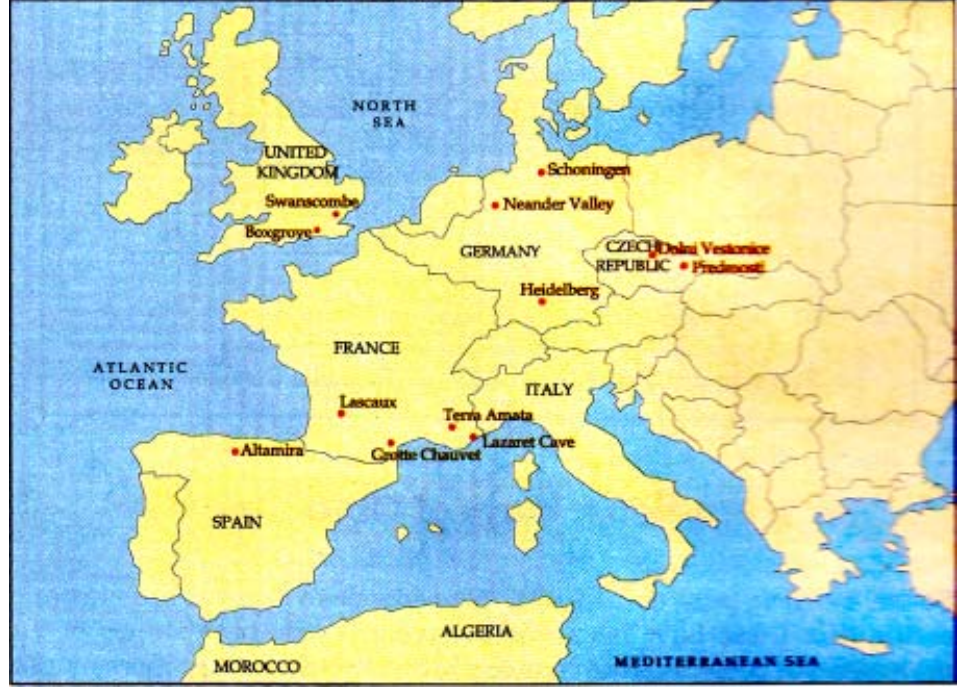 NORTH
SEA
UNITED
KINGDOM
Schoningen
Swanscombe
Neander Valley
Boxgrove
GERMANY
CZECH
REPUBLIC
Dolni Vestonice
Predmosti
Heidelberg
FRANCE
ATLANTIC
OCEAN
ITALY
Lascaux
Terra Amata
Lazaret Cave
Grotte Chauvet
Altamira
SPAIN
ALGERIA
MOROCCO
MEDITERRANEAN SEA